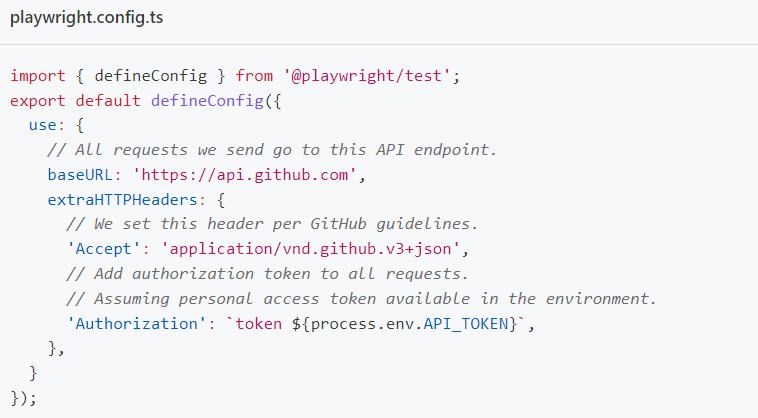 playwright.config.ts
import { defineConfig } from '@playwright/test';
export default defineConfig({
  use: {
    // All requests we send go to this API endpoint.
    baseURL: 'https://api.github.com',
    extraHTTPHeaders: {
      // We set this header per GitHub guidelines.
      'Accept': 'application/vnd.github.v3+json',
      // Add authorization token to all requests.
      // Assuming personal access token available in the environment.
      'Authorization': `token ${process.env.API_TOKEN}`,
    },
  }
});